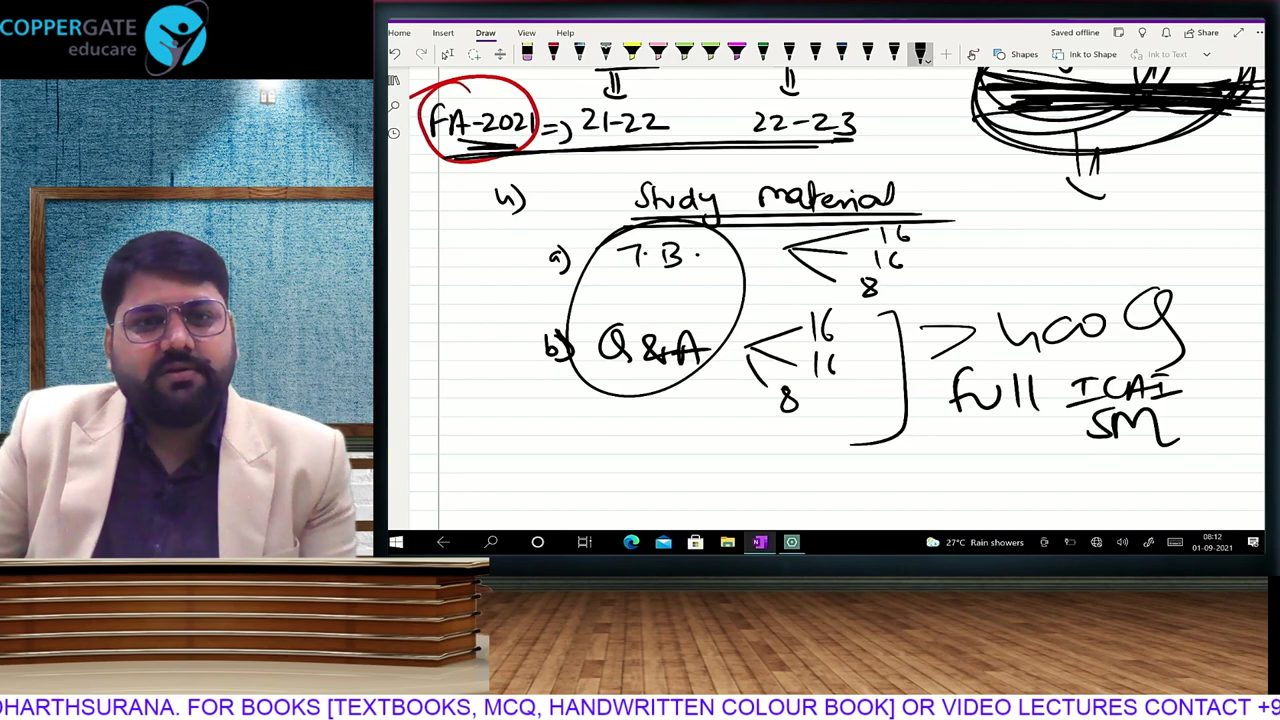 COPPERGATE
educare
Home Insert Draw View Help
Saved offline
Share
Shapes
Ink to Shape
Ink to Text
FA-2021 => 21-22 22-23
4) Study material
a) T.B. 16
16
8
b) Q & A 16
16
8
> 400 Q
full ICAI
SM
27°C Rain showers
08:12
01-09-2021
DHARTHSURANA. FOR BOOKS [TEXTBOOKS, MCQ, HANDWRITTEN COLOUR BOOK] OR VIDEO LECTURES CONTACT +9